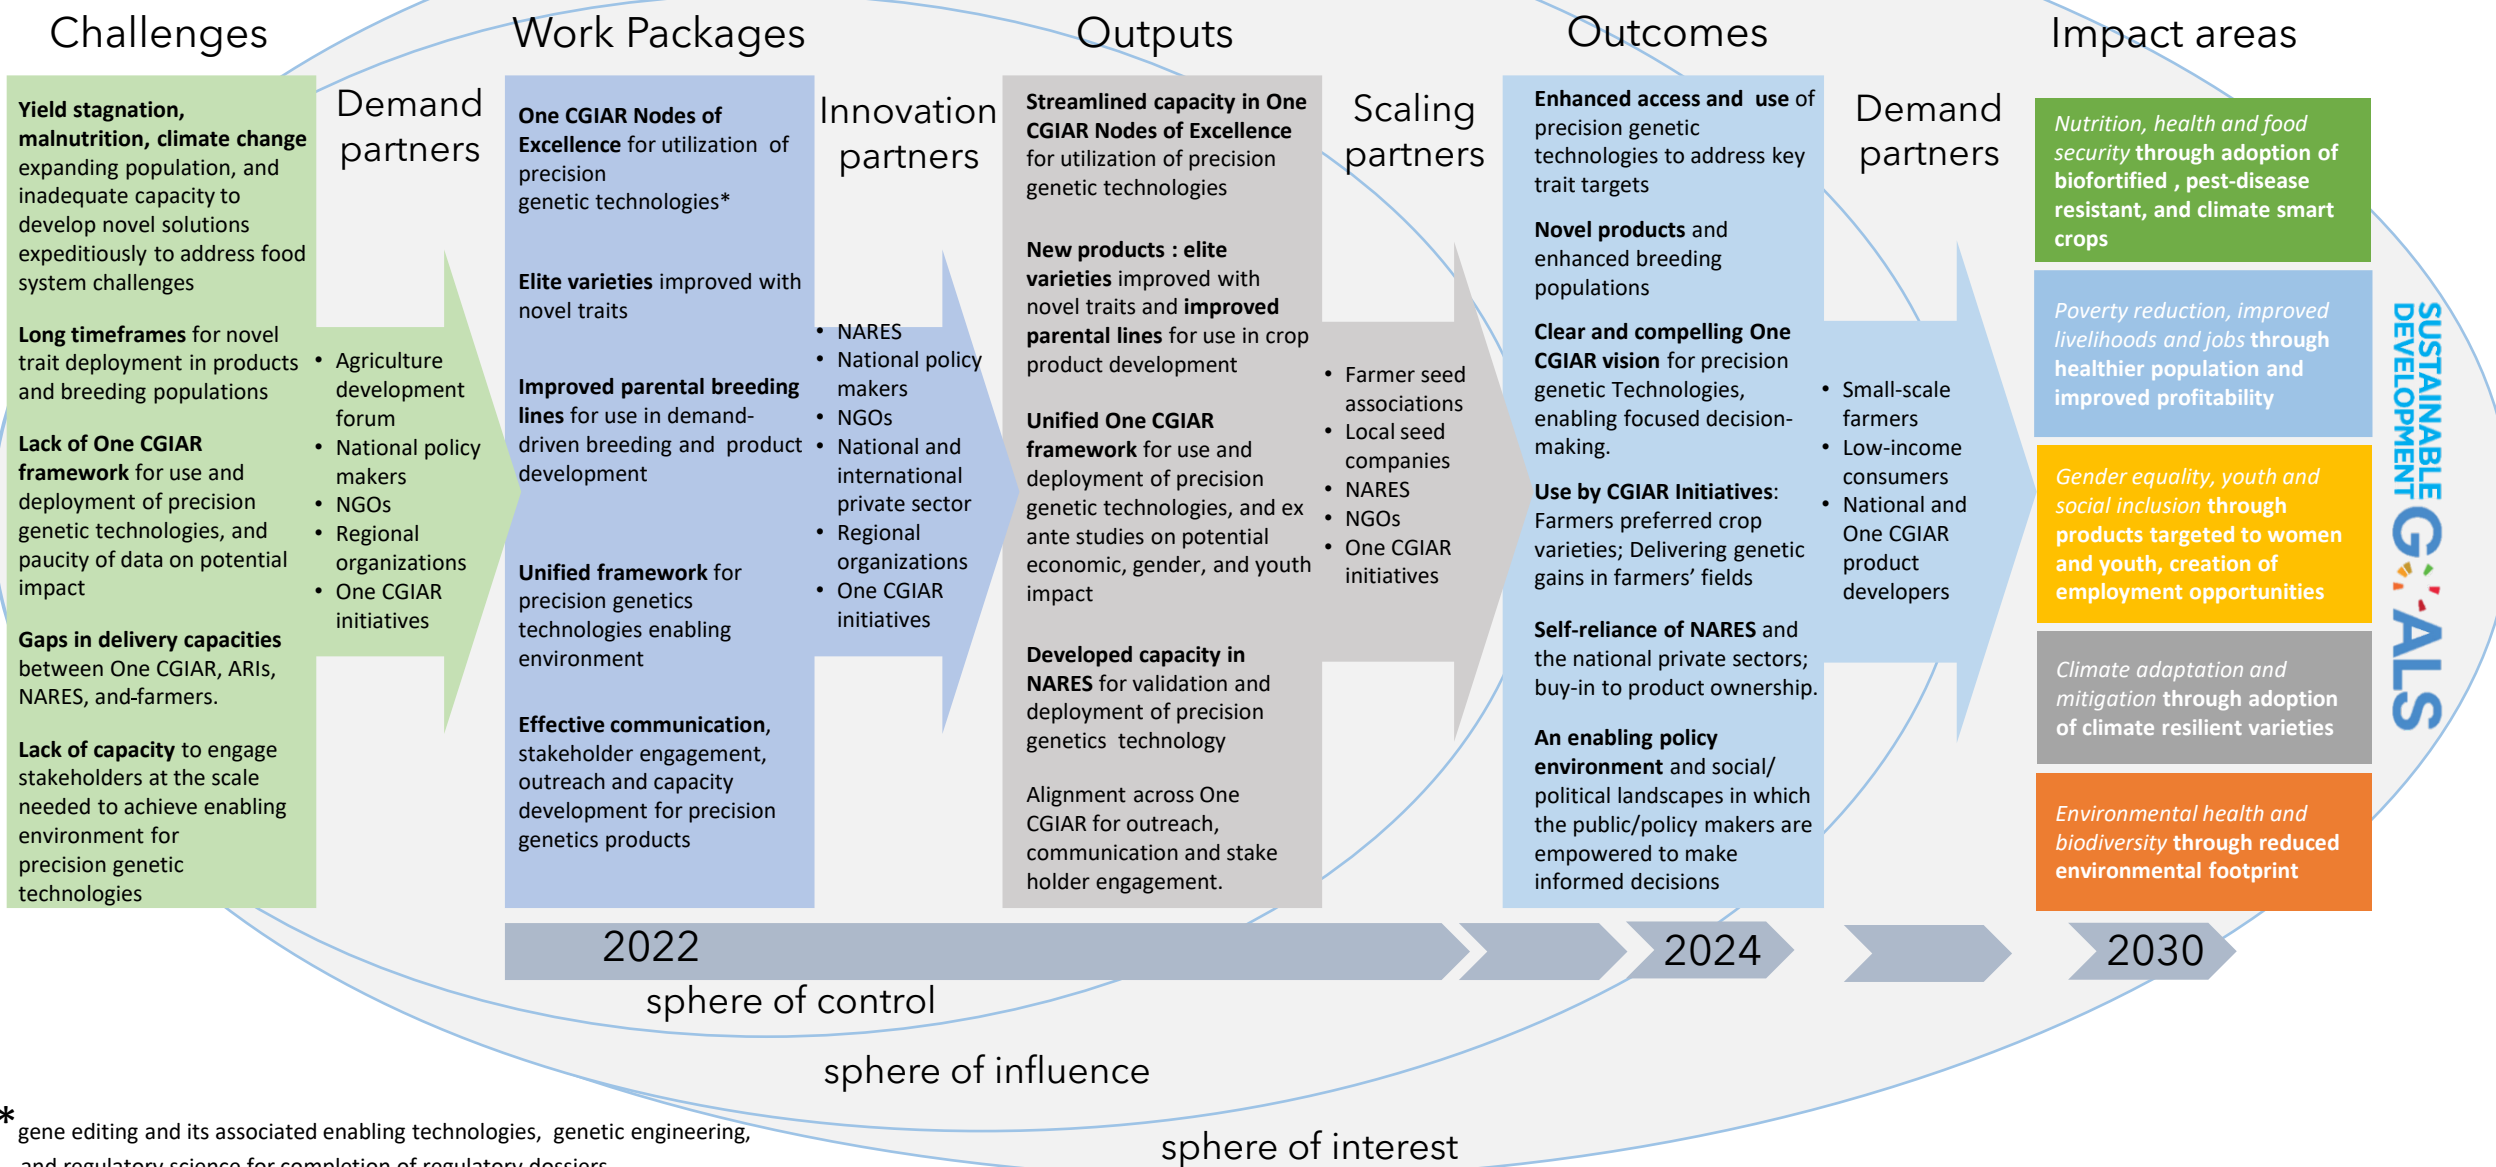 Challenges
Yield stagnation,
malnutrition, climate change
expanding population, and
inadequate capacity to
develop novel solutions
expeditiously to address food
system challenges
Long timeframes for novel
trait deployment in products
and breeding populations
Lack of One CGIAR
framework for use and
deployment of precision
genetic technologies, and
paucity of data on potential
impact
Gaps in delivery capacities
between One CGIAR, ARIs,
NARES, and-farmers.
Lack of capacity to engage
stakeholders at the scale
needed to achieve enabling
environment for
precision genetic
technologies
Demand
partners
• Agriculture
development
forum
• National policy
makers
• NGOs
• Regional
organizations
• One CGIAR
initiatives
Work Packages
One CGIAR Nodes of
Excellence for utilization of
precision
genetic technologies*
Elite varieties improved with
novel traits
Improved parental breeding
lines for use in demand-
driven breeding and product
development
Unified framework for
precision genetics
technologies enabling
environment
Effective communication,
stakeholder engagement,
outreach and capacity
development for precision
genetics products
Innovation
partners
• NARES
• National policy
makers
• NGOs
• National and
international
private sector
• Regional
organizations
• One CGIAR
initiatives
Outputs
Streamlined capacity in One
CGIAR Nodes of Excellence
for utilization of precision
genetic technologies
New products : elite
varieties improved with
novel traits and improved
parental lines for use in crop
product development
Unified One CGIAR
framework for use and
deployment of precision
genetic technologies, and ex
ante studies on potential
economic, gender, and youth
impact
Developed capacity in
NARES for validation and
deployment of precision
genetics technology
Alignment across One
CGIAR for outreach,
communication and stake
holder engagement.
Scaling
partners
• Farmer seed
associations
• Local seed
companies
• NARES
• NGOs
• One CGIAR
initiatives
Outcomes
Enhanced access and use of
precision genetic
technologies to address key
trait targets
Novel products and
enhanced breeding
populations
Clear and compelling One
CGIAR vision for precision
genetic Technologies,
enabling focused decision-
making.
Use by CGIAR Initiatives:
Farmers preferred crop
varieties; Delivering genetic
gains in farmers’ fields
Self-reliance of NARES and
the national private sectors;
buy-in to product ownership.
An enabling policy
environment and social/
political landscapes in which
the public/policy makers are
empowered to make
informed decisions
Demand
partners
• Small-scale
farmers
• Low-income
consumers
• National and
One CGIAR
product
developers
Impact areas
Nutrition, health and food
security through adoption of
biofortified , pest-disease
resistant, and climate smart
crops
Poverty reduction, improved
livelihoods and jobs through
healthier population and
improved profitability
Gender equality, youth and
social inclusion through
products targeted to women
and youth, creation of
employment opportunities
Climate adaptation and
mitigation through adoption
of climate resilient varieties
Environmental health and
biodiversity through reduced
environmental footprint
SUSTAINABLE
DEVELOPMENT
GOALS
2022
2024
2030
sphere of control
sphere of influence
sphere of interest
* gene editing and its associated enabling technologies, genetic engineering,
and regulatory science for completion of regulatory dossiers